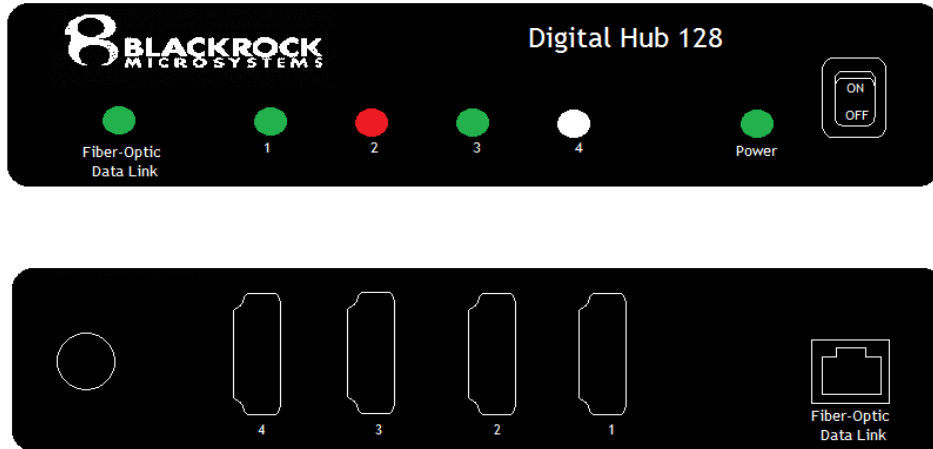 BLACKROCK
MICROSYSTEMS
Digital Hub 128
ON
OFF
Fiber-Optic
Data Link
1
2
3
4
Power
4
3
2
1
Fiber-Optic
Data Link